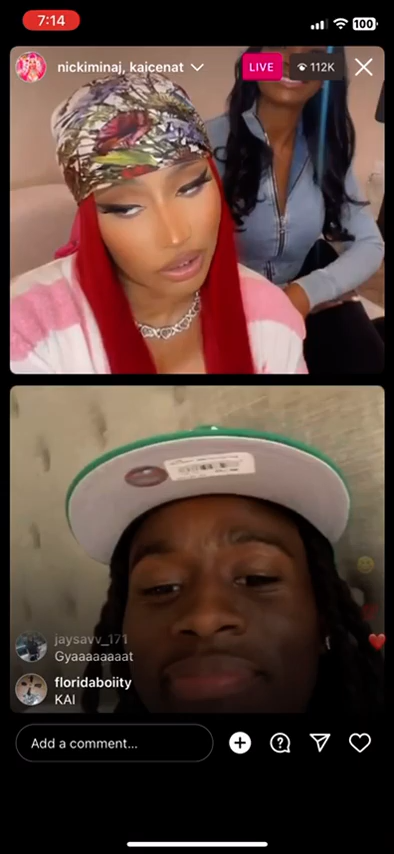 7:14
100
nickiminaj, kaicenat
LIVE
112K
jaysavv_171
Gyaaaaaaaat
floridaboiity
KAI
Add a comment...